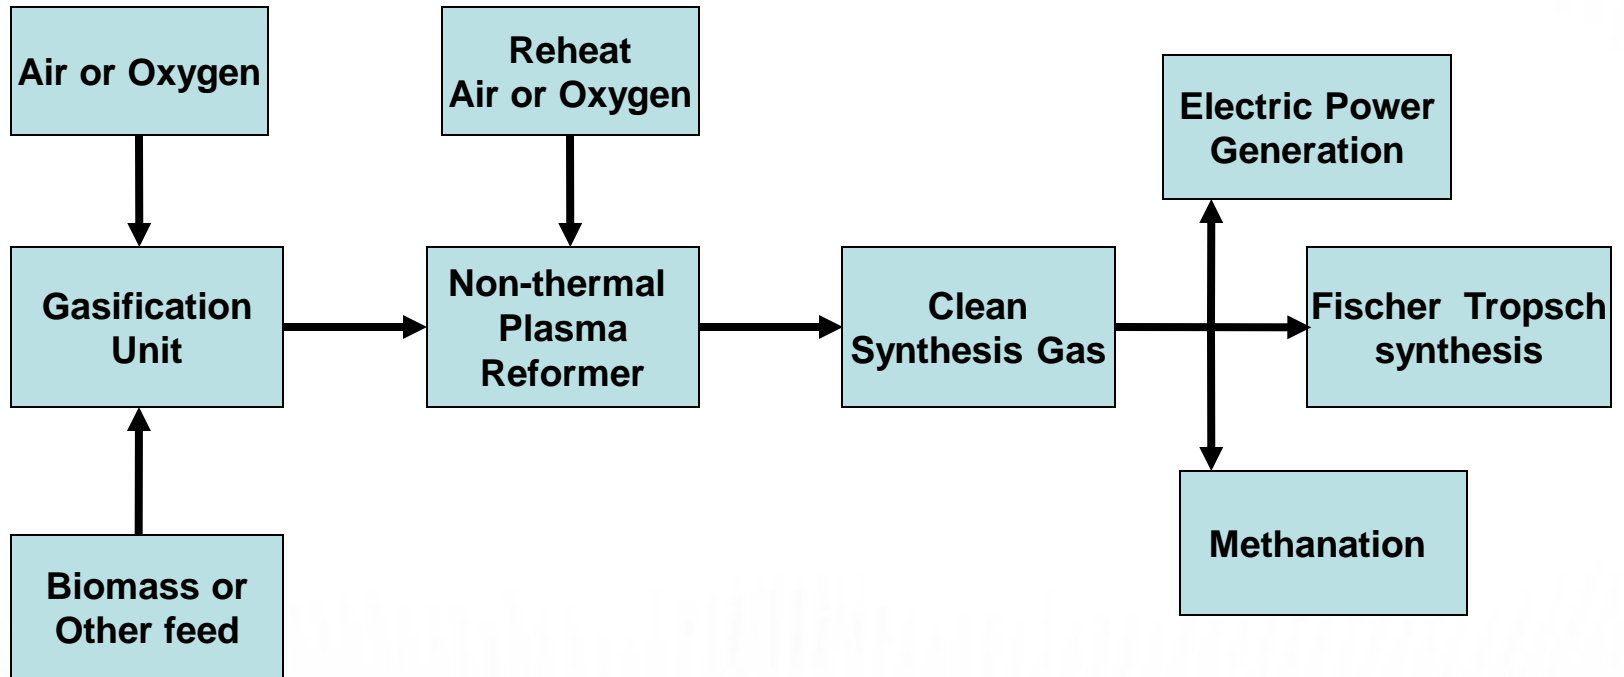 Air or Oxygen
Reheat
Air or Oxygen
Electric Power
Generation
Gasification
Unit
Non-thermal
Plasma
Reformer
Clean
Synthesis Gas
Fischer Tropsch
synthesis
Biomass or
Other feed
Methanation